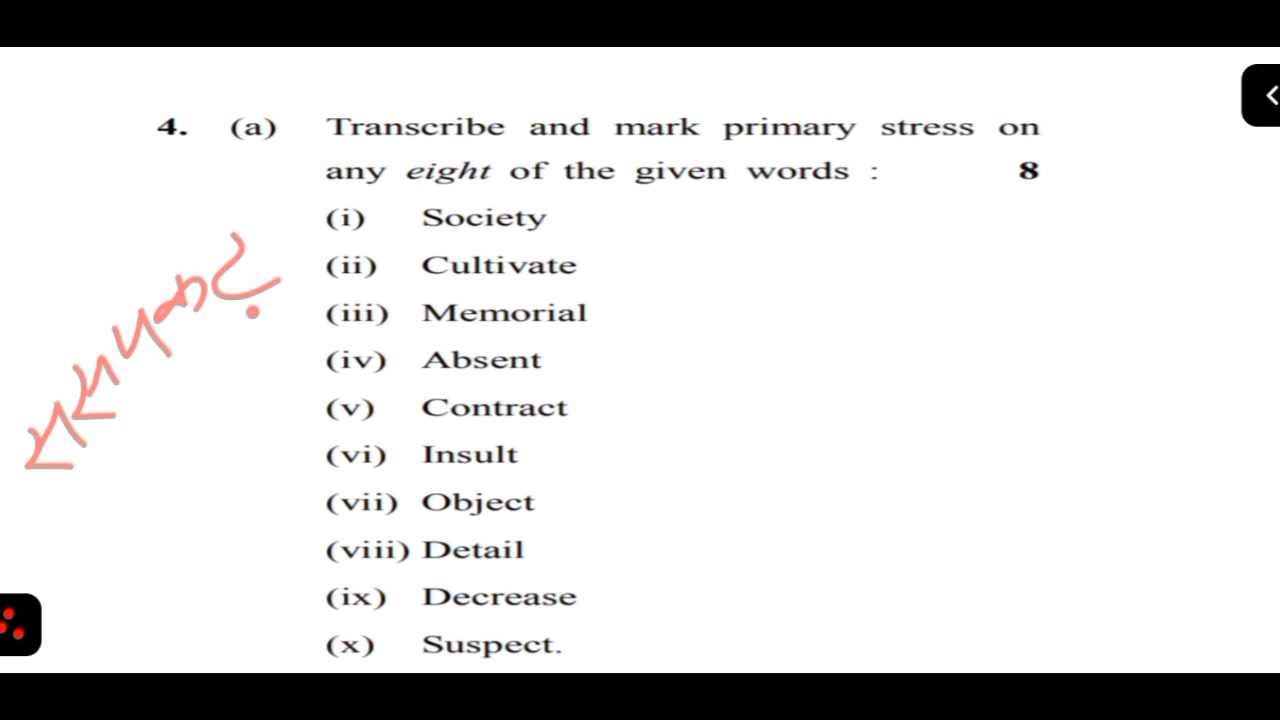 4. (a) Transcribe and mark primary stress on
any eight of the given words : 8
(i) Society
(ii) Cultivate
(iii) Memorial
(iv) Absent
(v) Contract
(vi) Insult
(vii) Object
(viii) Detail
(ix) Decrease
(x) Suspect.